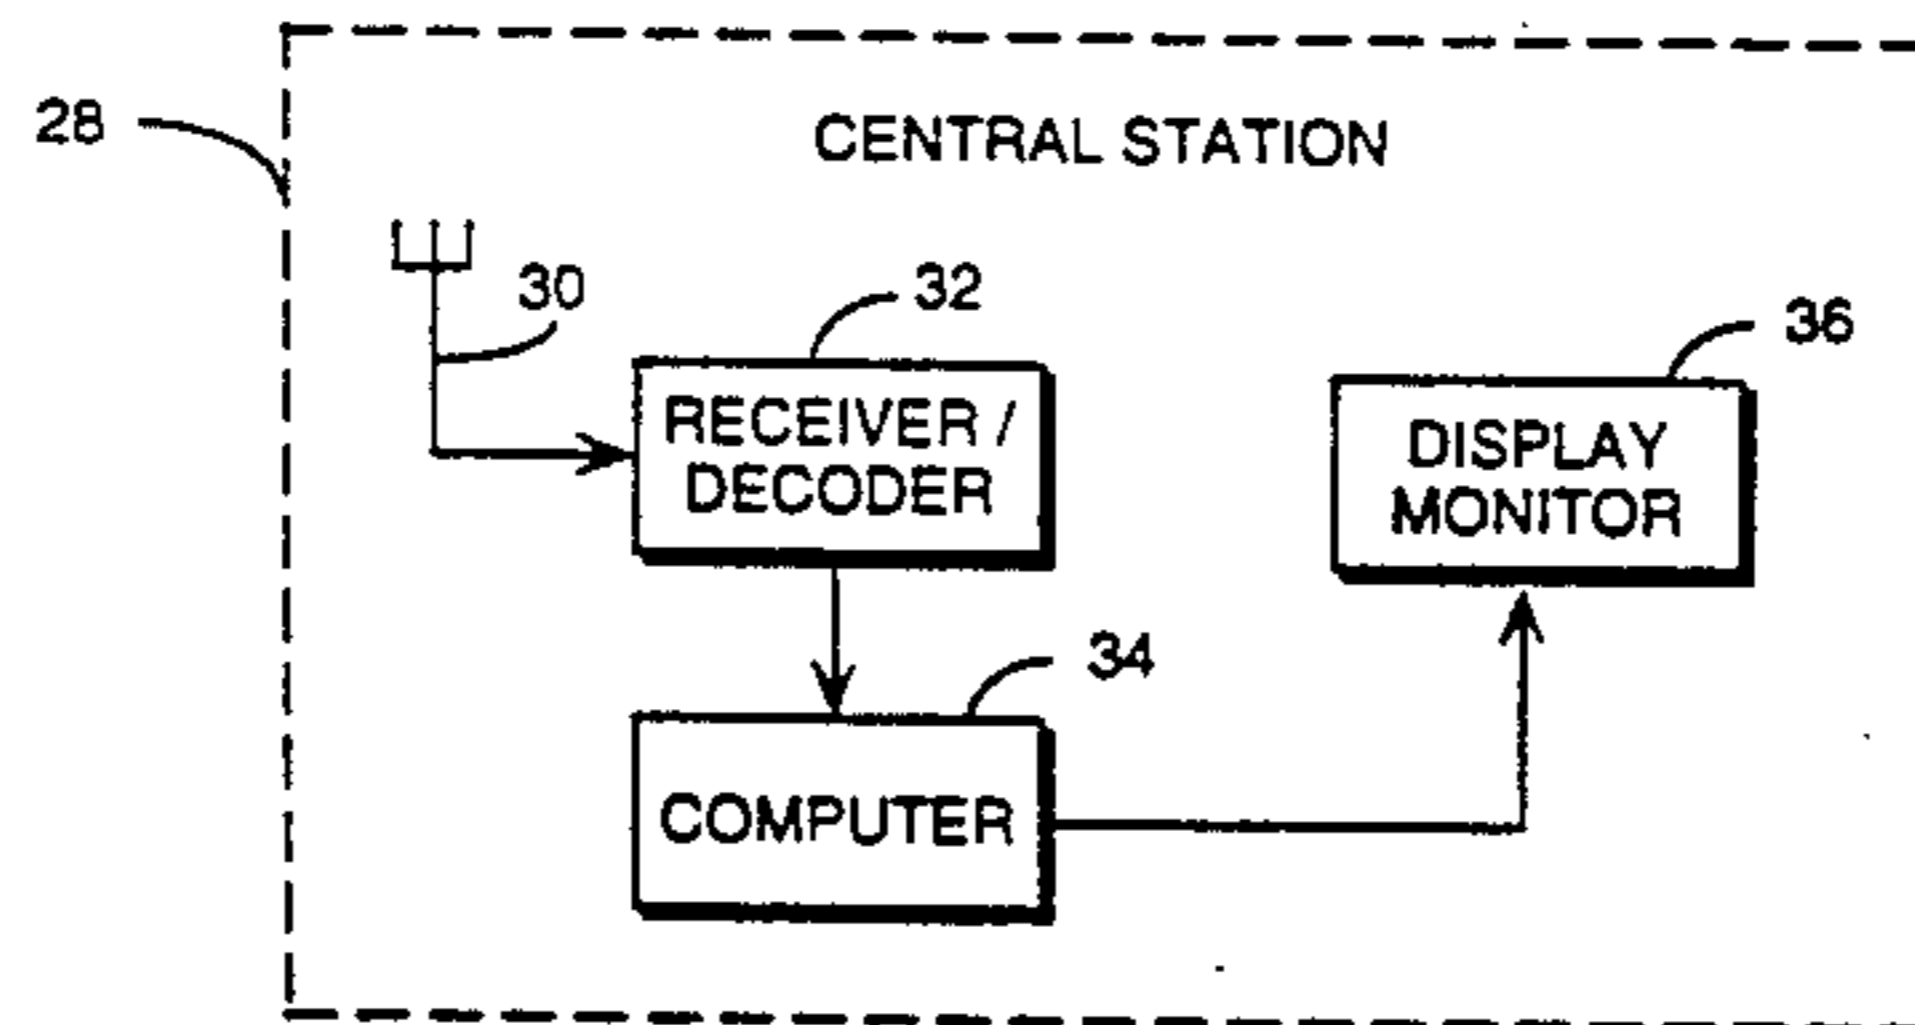 28
CENTRAL STATION
30
32
36
RECEIVER /
DECODER
DISPLAY
MONITOR
34
COMPUTER